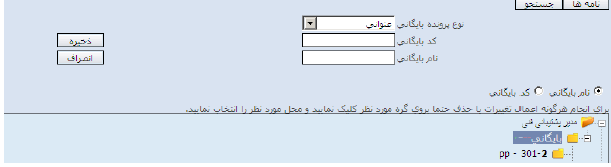 نامه ها جستجو
نوع پرونده بایگانی عنوانی
کد بایگانی ذخیره
نام بایگانی انصراف
نام بایگانی کد بایگانی
برای انجام هرگونه اعمال تغییرات یا حذف حتما بروی گره مورد نظر کلیک نمایید و محل مورد نظر را انتخاب نمایید.
مدیر پشتیبانی فنی
بایگانی -
pp - 301-2